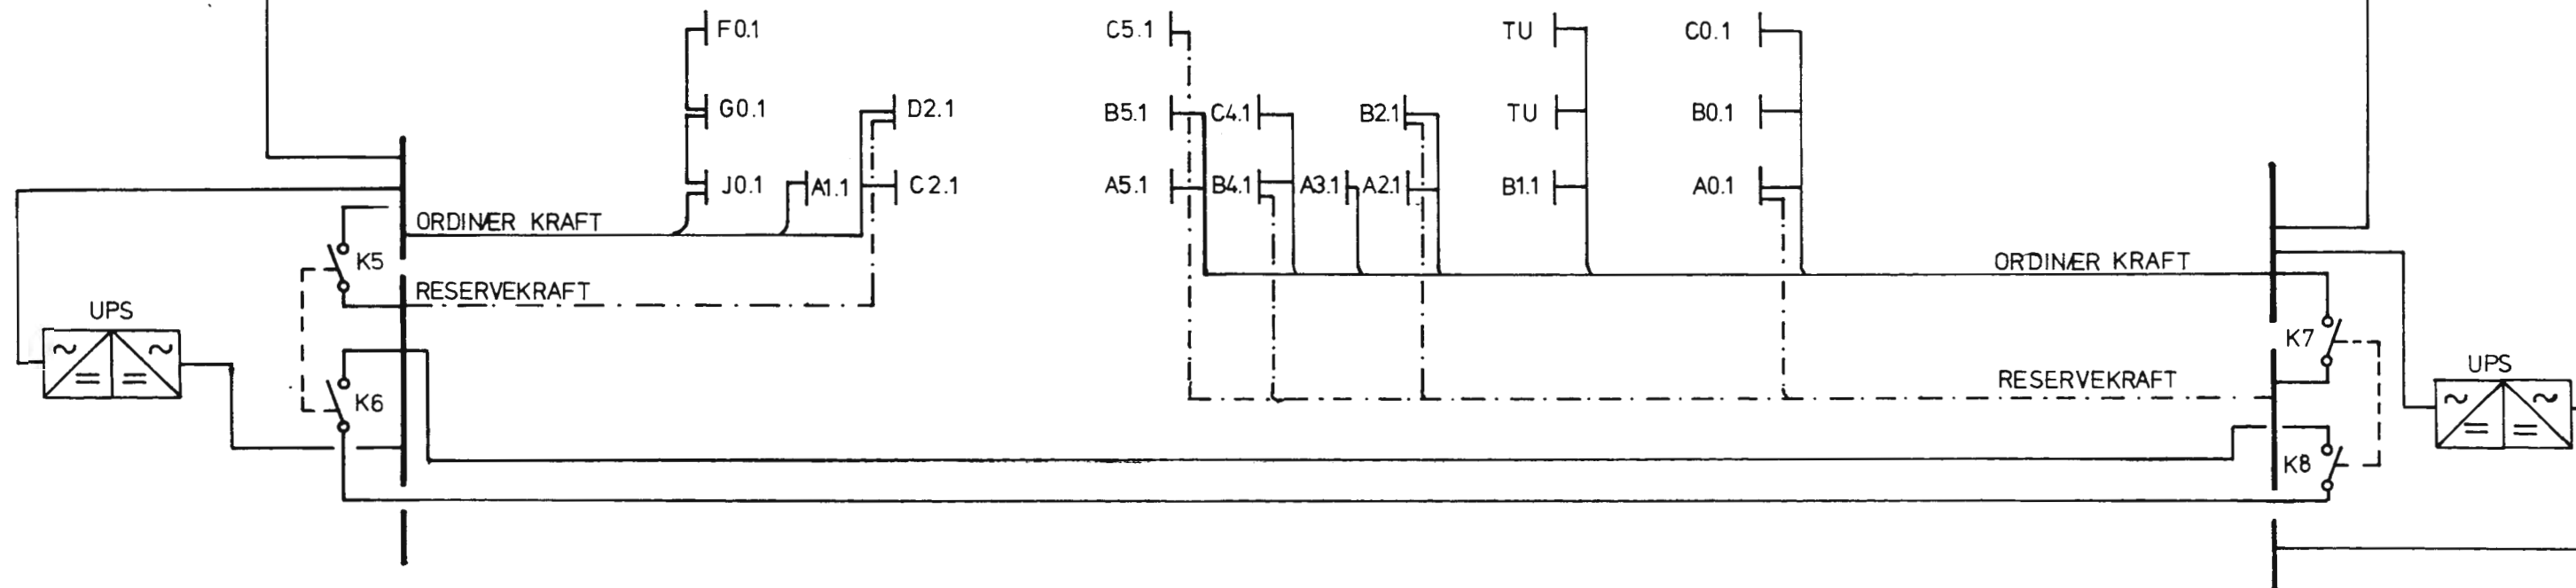 F0.1 C5.1 TU C0.1
G0.1 D2.1 B5.1 C4.1 B2.1 TU B0.1
J0.1 A1.1 C2.1 A5.1 B4.1 A3.1 A2.1 B1.1 A0.1
ORDINÆR KRAFT
K5 ORDINÆR KRAFT
RESERVEKRAFT
UPS K7
~ ~ UPS
= = RESERVEKRAFT
K6 ~ ~
= =
K8